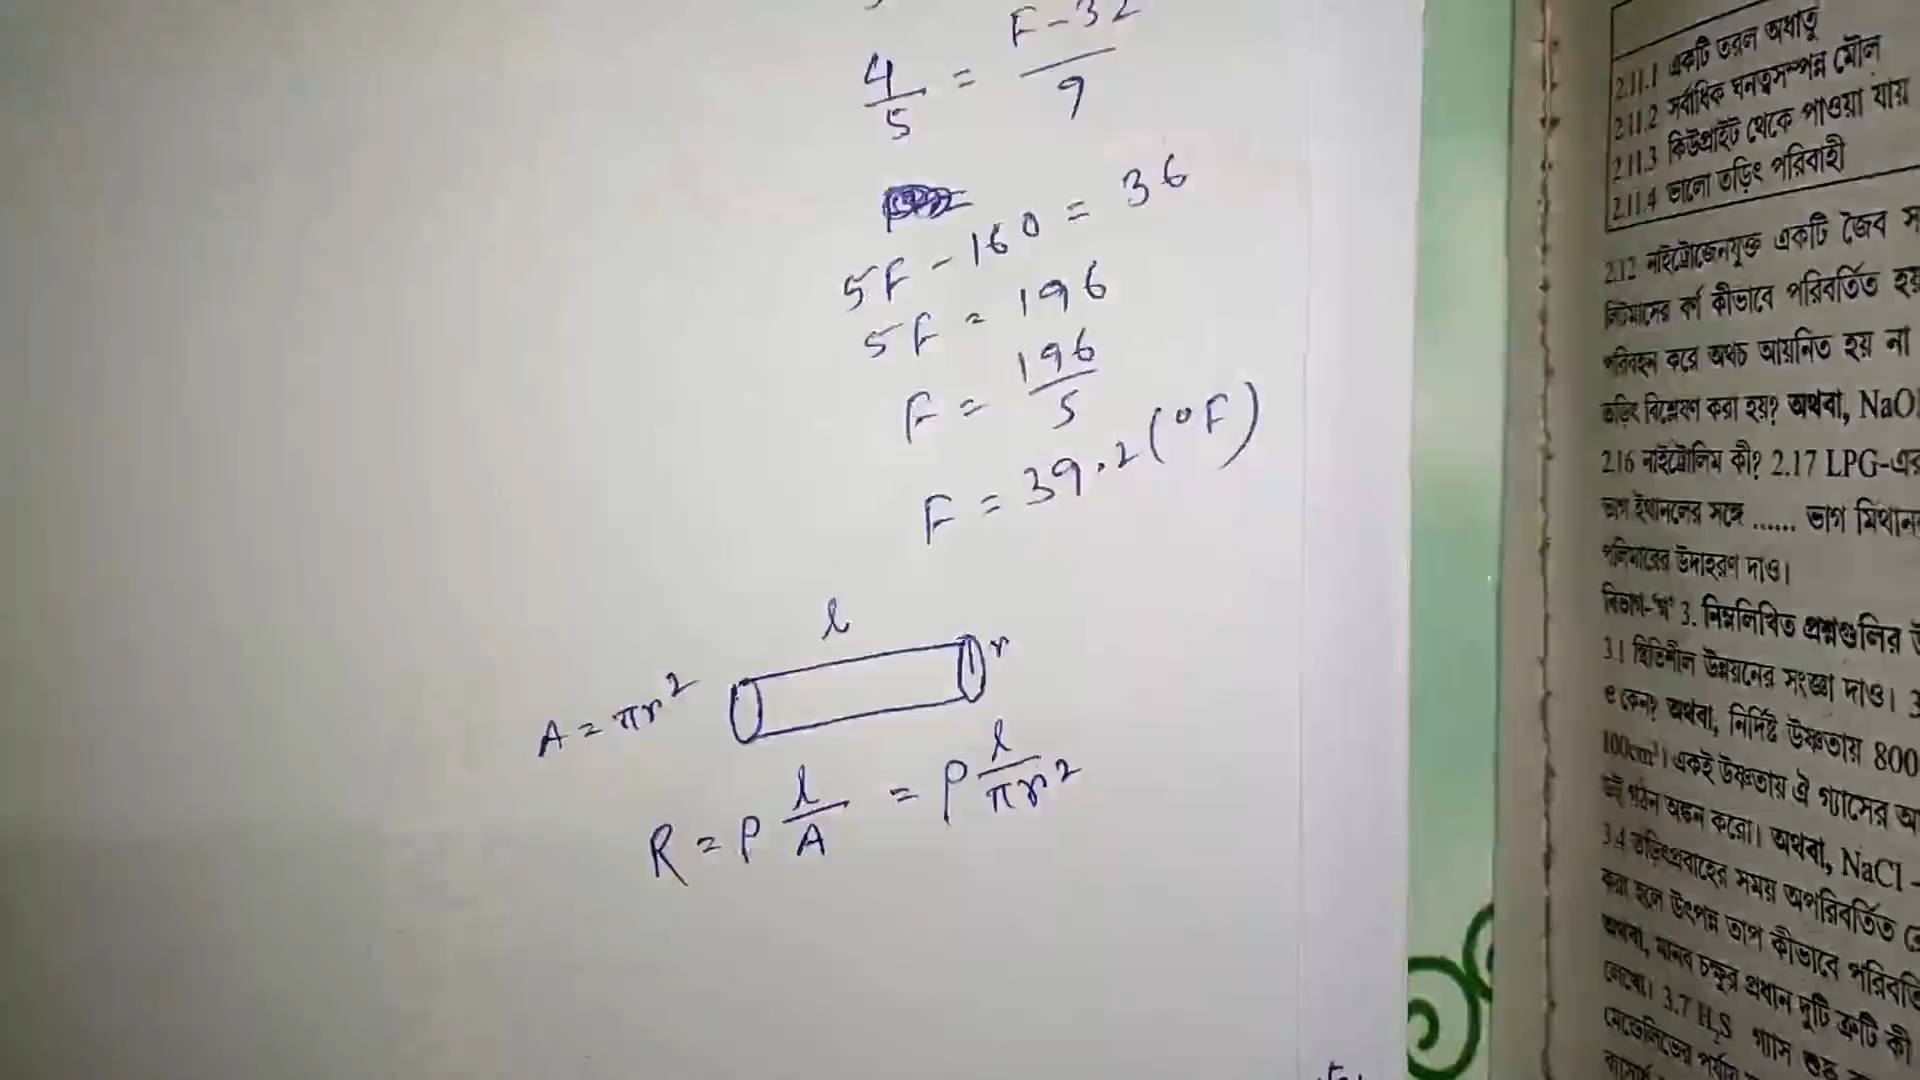 4/5 = F-32/9
5F - 160 = 36
5F = 196
F = 196/5
F = 39.2 (°F)
l
r
A = πr²
R = ρ l/A = ρ l/πr²
2.11.1 একটি তরল অধাতু
2.11.2 সর্বাধিক ঘনত্বসম্পন্ন মৌল
2.11.3 কিউপ্রাইট থেকে পাওয়া যায়
2.11.4 ভালো তড়িৎ পরিবাহী
2.12 নাইট্রোজেনযুক্ত একটি জৈব
লিটমাসের বর্ণ কীভাবে পরিবর্তিত হয়
পরিবহন করে অথচ আয়নিত হয় না
তড়িৎ বিশ্লেষণ করা হয়? অথবা, NaO
2.16 নাইট্রোলিম কী? 2.17 LPG-এর
ভাগ ইথানলের সঙ্গে ...... ভাগ মিথানল
পলিমারের উদাহরণ দাও।
বিভাগ-'গ' 3. নিম্নলিখিত প্রশ্নগুলির উ
3.1 স্থিতিশীল উন্নয়নের সংজ্ঞা দাও। 3
ও কেন? অথবা, নির্দিষ্ট উষ্ণতায় 800
100cm³। একই উষ্ণতায় ঐ গ্যাসের আ
গঠন অঙ্কন করো। অথবা, NaCl -
3.4 তড়িৎপ্রবাহের সময় অপরিবর্তিত রে
করা হলে উৎপন্ন তাপ কীভাবে পরিবর্তি
অথবা, মানব চক্ষুর প্রধান দুটি ত্রুটি কী
লেখো। 3.7 H₂S গ্যাস শুষ্ক
মেন্ডেলিভের পর্যায়